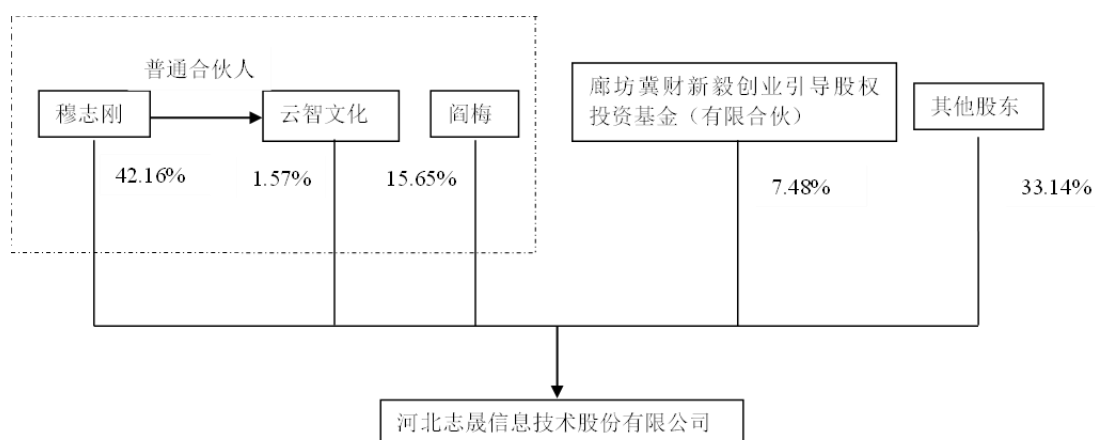 普通合伙人
穆志刚
云智文化
阎梅
廊坊冀财新毅创业引导股权
投资基金（有限合伙）
其他股东
42.16%
1.57%
15.65%
7.48%
33.14%
河北志晟信息技术股份有限公司